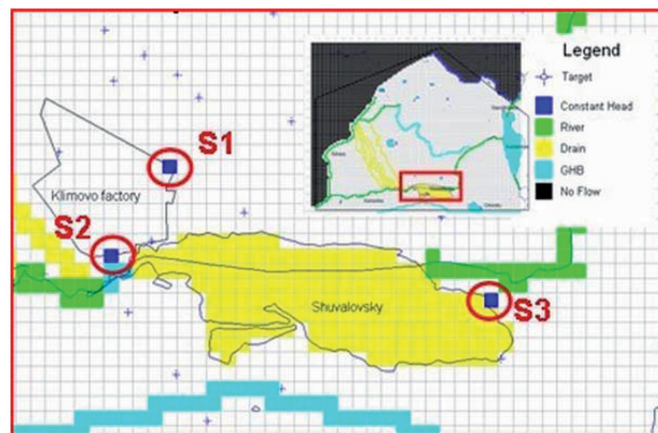 Legend
Target
Constant Head
River
Drain
GHB
No Flow
S1
Klimovo factory
S2
Shuvalovsky
S3